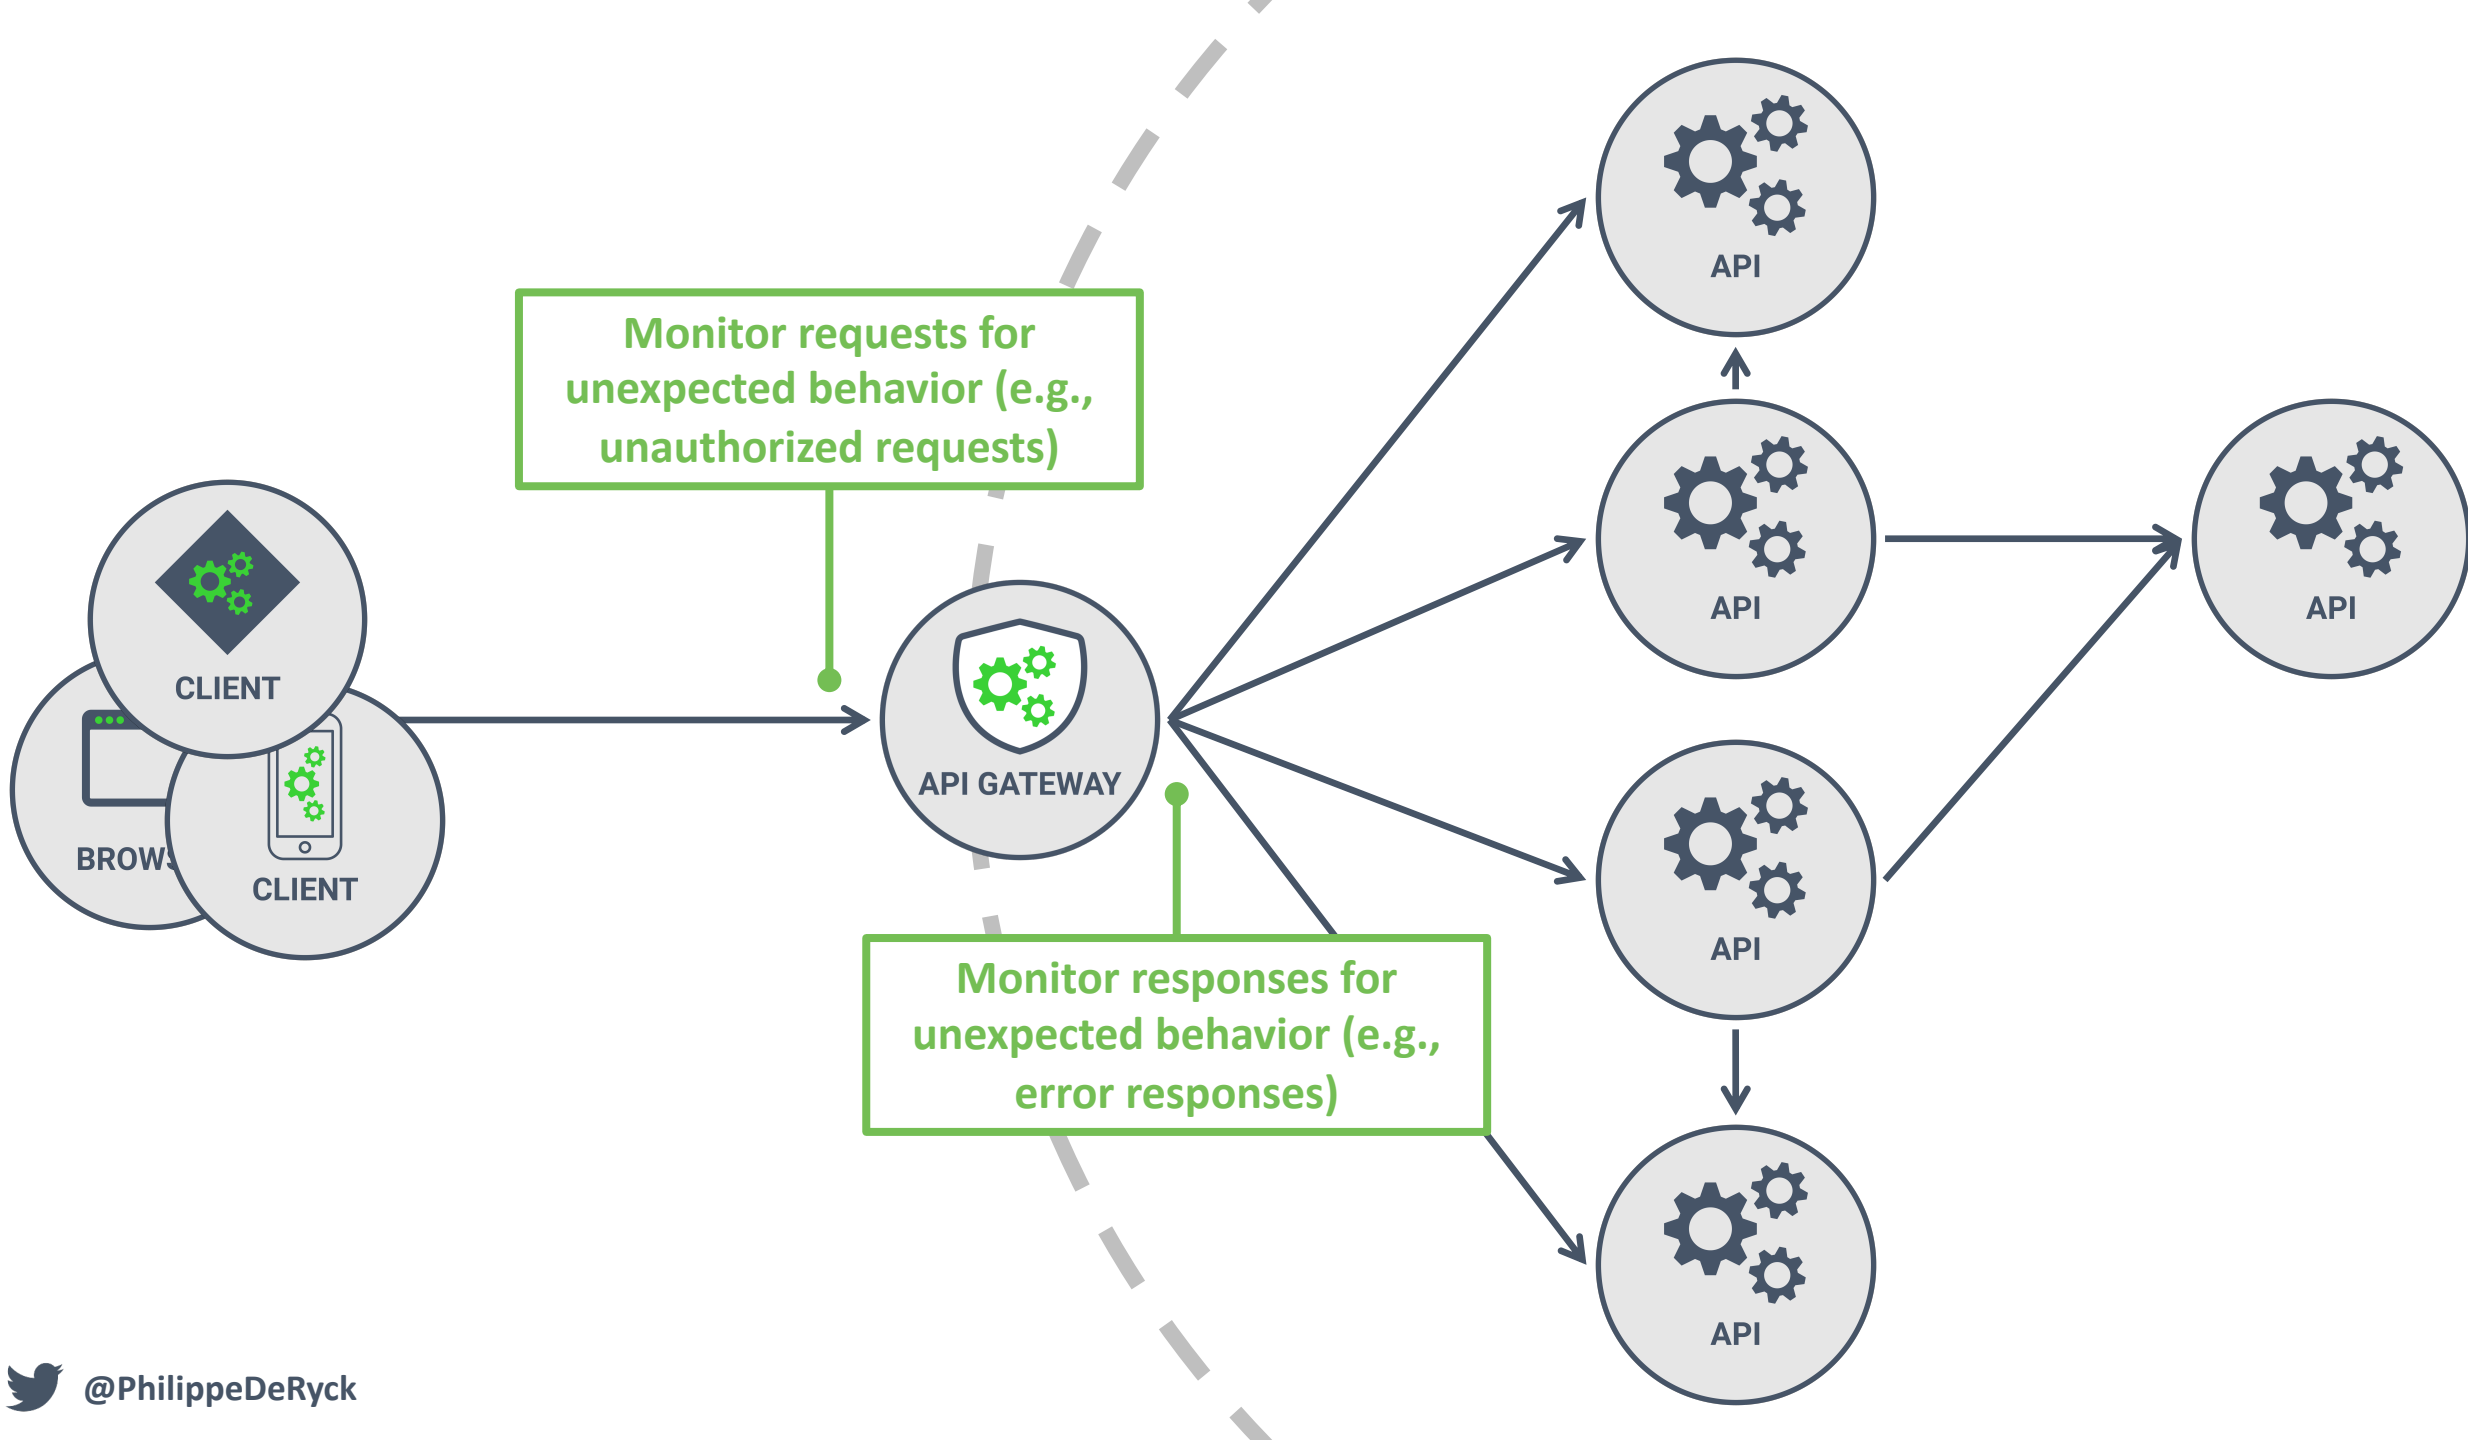 API
Monitor requests for
unexpected behavior (e.g.,
unauthorized requests)
API
API
CLIENT
API GATEWAY
BROWS
CLIENT
API
Monitor responses for
unexpected behavior (e.g.,
error responses)
API
@PhilippeDeRyck